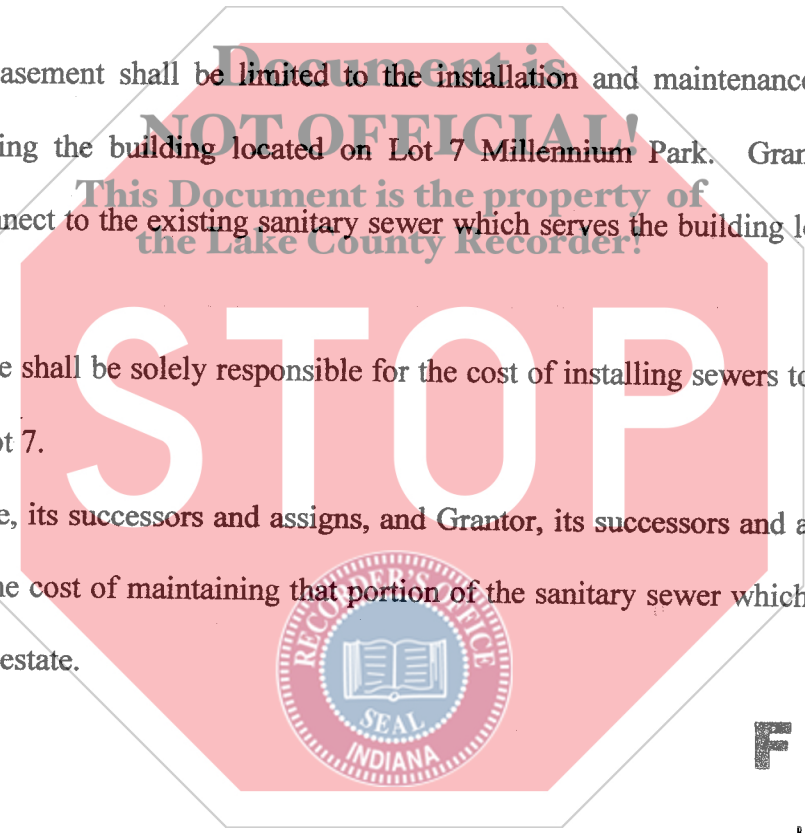 Document is
asement shall be limited to the installation and maintenance
NOT OFFICIAL!
ing the building located on Lot 7 Millennium Park. Gran
This Document is the property of
nnect to the existing sanitary sewer which serves the building l
the Lake County Recorder!
STOP
e shall be solely responsible for the cost of installing sewers to
ot 7.
e, its successors and assigns, and Grantor, its successors and a
ne cost of maintaining that portion of the sanitary sewer which
estate.
RECORDER'S OFFICE
SEAL
INDIANA
F